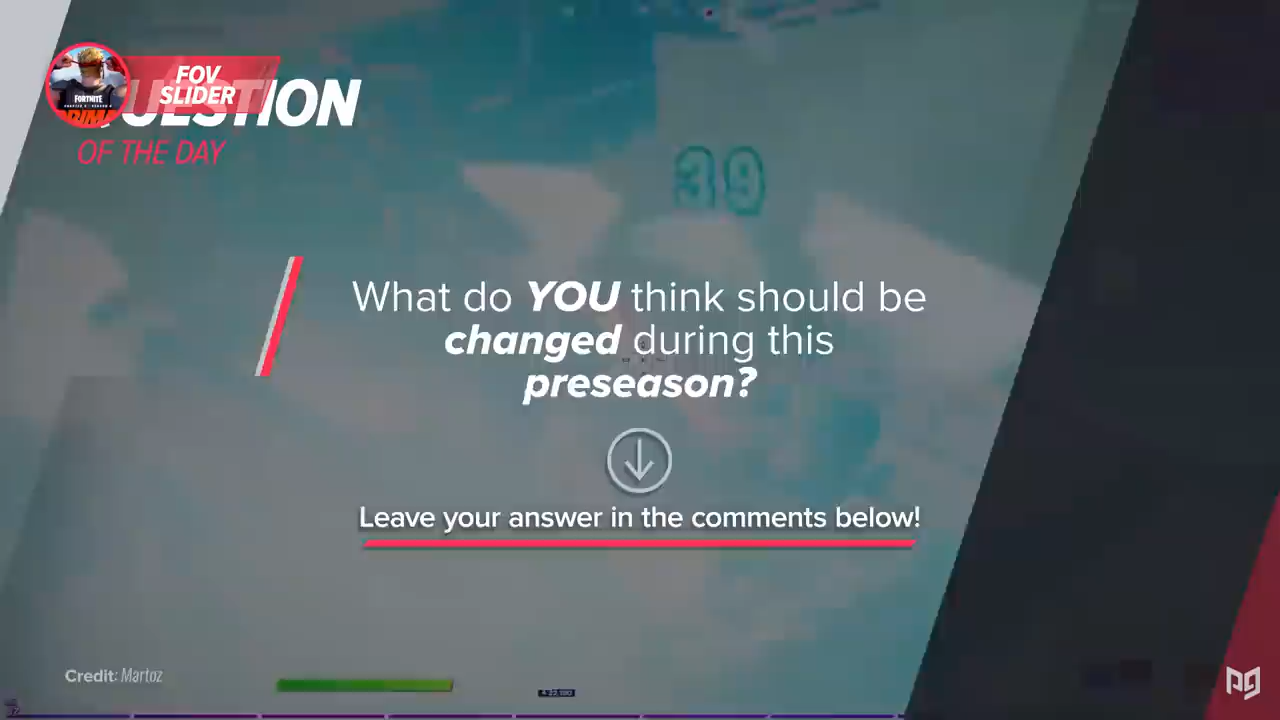 FOV
SLIDER
FORTNITE
UESTION
OF THE DAY
39
What do YOU think should be
changed during this
preseason?
Leave your answer in the comments below!
Credit: Martoz
pg